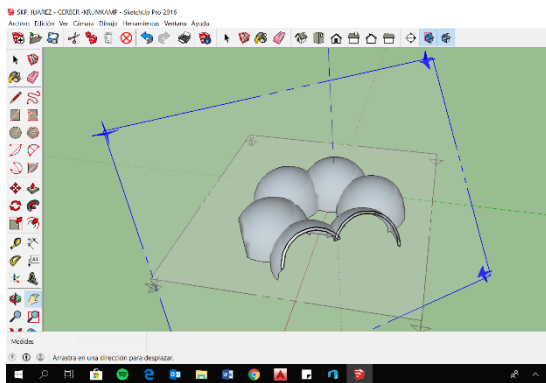 SKP. JUAREZ - GERBER -KRUMKAMP - SketchUp Pro 2016
Archivo Edición Ver Cámara Dibujo Herramientas Ventana Ayuda
Medidas
Arrastra en una dirección para desplazar.